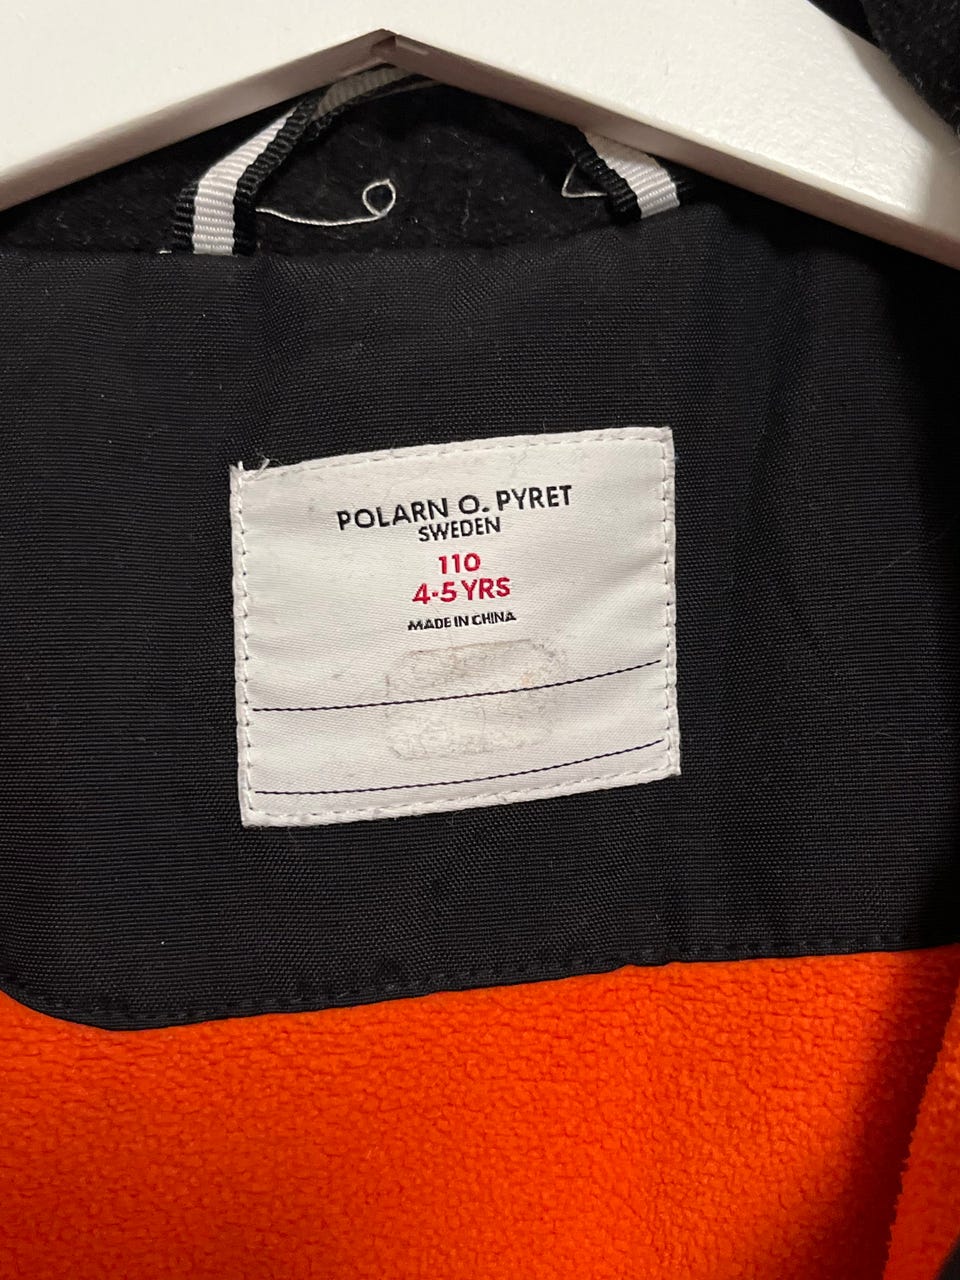 POLARN O. PYRET
SWEDEN
110
4-5 YRS
MADE IN CHINA